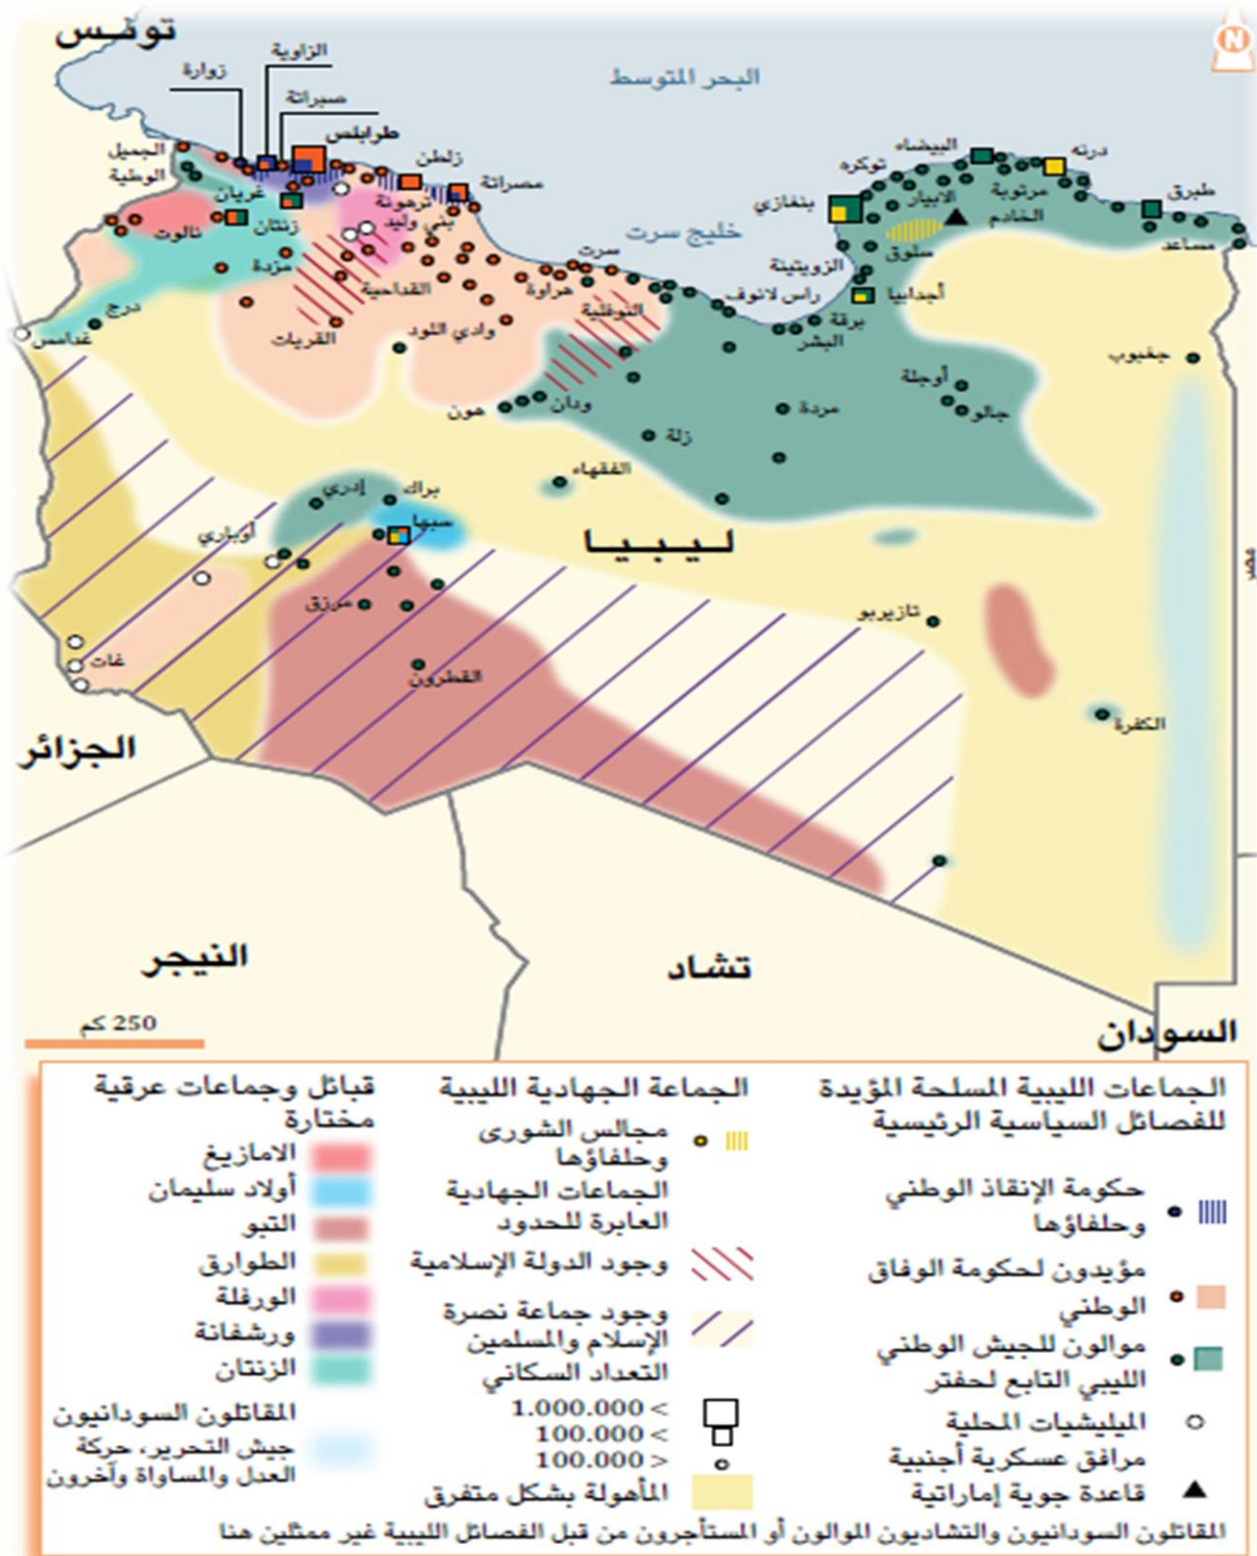 تونس
N
الزاوية
زوارة
البحر المتوسط
صبراتة
طرابلس
الجميل
الوطية
زلطن
مصراتة
غريان
ترهونة
زنتان
نالوت
بني وليد
مزدة
القداحية
درج
غدامس
القريات
وادي اللود
هراوة
سرت
خليج سرت
النوفلية
البيضاء
درنه
توكره
مرتوبة
طبرق
بنغازي
الابيار
الخادم
سلوق
مساعد
الزويتينة
أجدابيا
راس لانوف
برقة
البشر
جغبوب
أوجلة
جالو
مردة
ودان
هون
زلة
الفقهاء
إدري
براك
سبها
أوباري
ليبيا
مصر
مرزق
تازيربو
غات
القطرون
الكفرة
الجزائر
النيجر
تشاد
السودان
250 كم
الجماعات الليبية المسلحة المؤيدة
للفصائل السياسية الرئيسية
حكومة الإنقاذ الوطني
وحلفاؤها
مؤيدون لحكومة الوفاق
الوطني
موالون للجيش الوطني
الليبي التابع لحفتر
الميليشيات المحلية
مرافق عسكرية أجنبية
قاعدة جوية إماراتية
الجماعة الجهادية الليبية
مجالس الشورى
وحلفاؤها
الجماعات الجهادية
العابرة للحدود
وجود الدولة الإسلامية
وجود جماعة نصرة
الإسلام والمسلمين
التعداد السكاني
1.000.000 <
100.000 <
100.000 >
المأهولة بشكل متفرق
قبائل وجماعات عرقية
مختارة
الامازيغ
أولاد سليمان
التبو
الطوارق
الورفلة
ورشفانة
الزنتان
المقاتلون السودانيون
جيش التحرير، حركة
العدل والمساواة وآخرون
المقاتلون السودانيون والتشاديون الموالون أو المستأجرون من قبل الفصائل الليبية غير ممثلين هنا